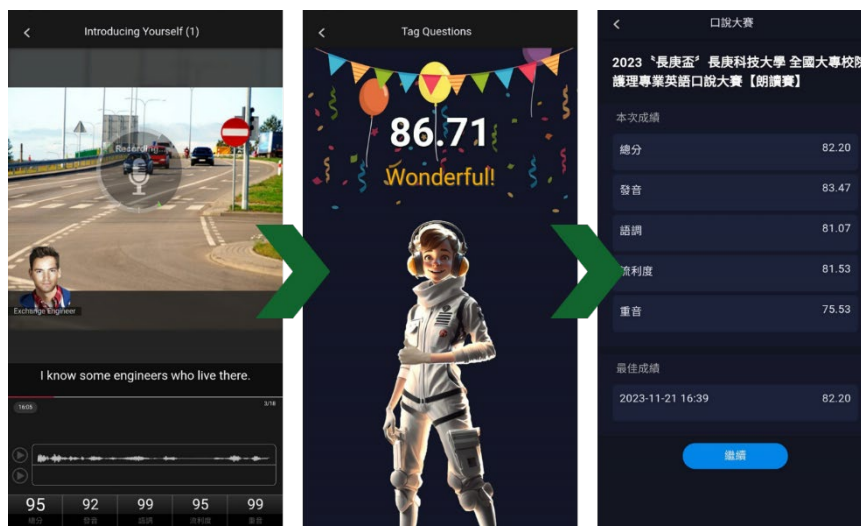 Introducing Yourself (1)
Recording
Exchange Engineer
I know some engineers who live there.
16:05
3/18
95 92 99 95 99
總分 發音 語調 流利度 重音
Tag Questions
86.71
Wonderful!
口說大賽
2023 〝長庚盃〞長庚科技大學 全國大專校院
護理專業英語口說大賽【朗讀賽】
本次成績
總分 82.20
發音 83.47
語調 81.07
流利度 81.53
重音 75.53
最佳成績
2023-11-21 16:39 82.20
繼續